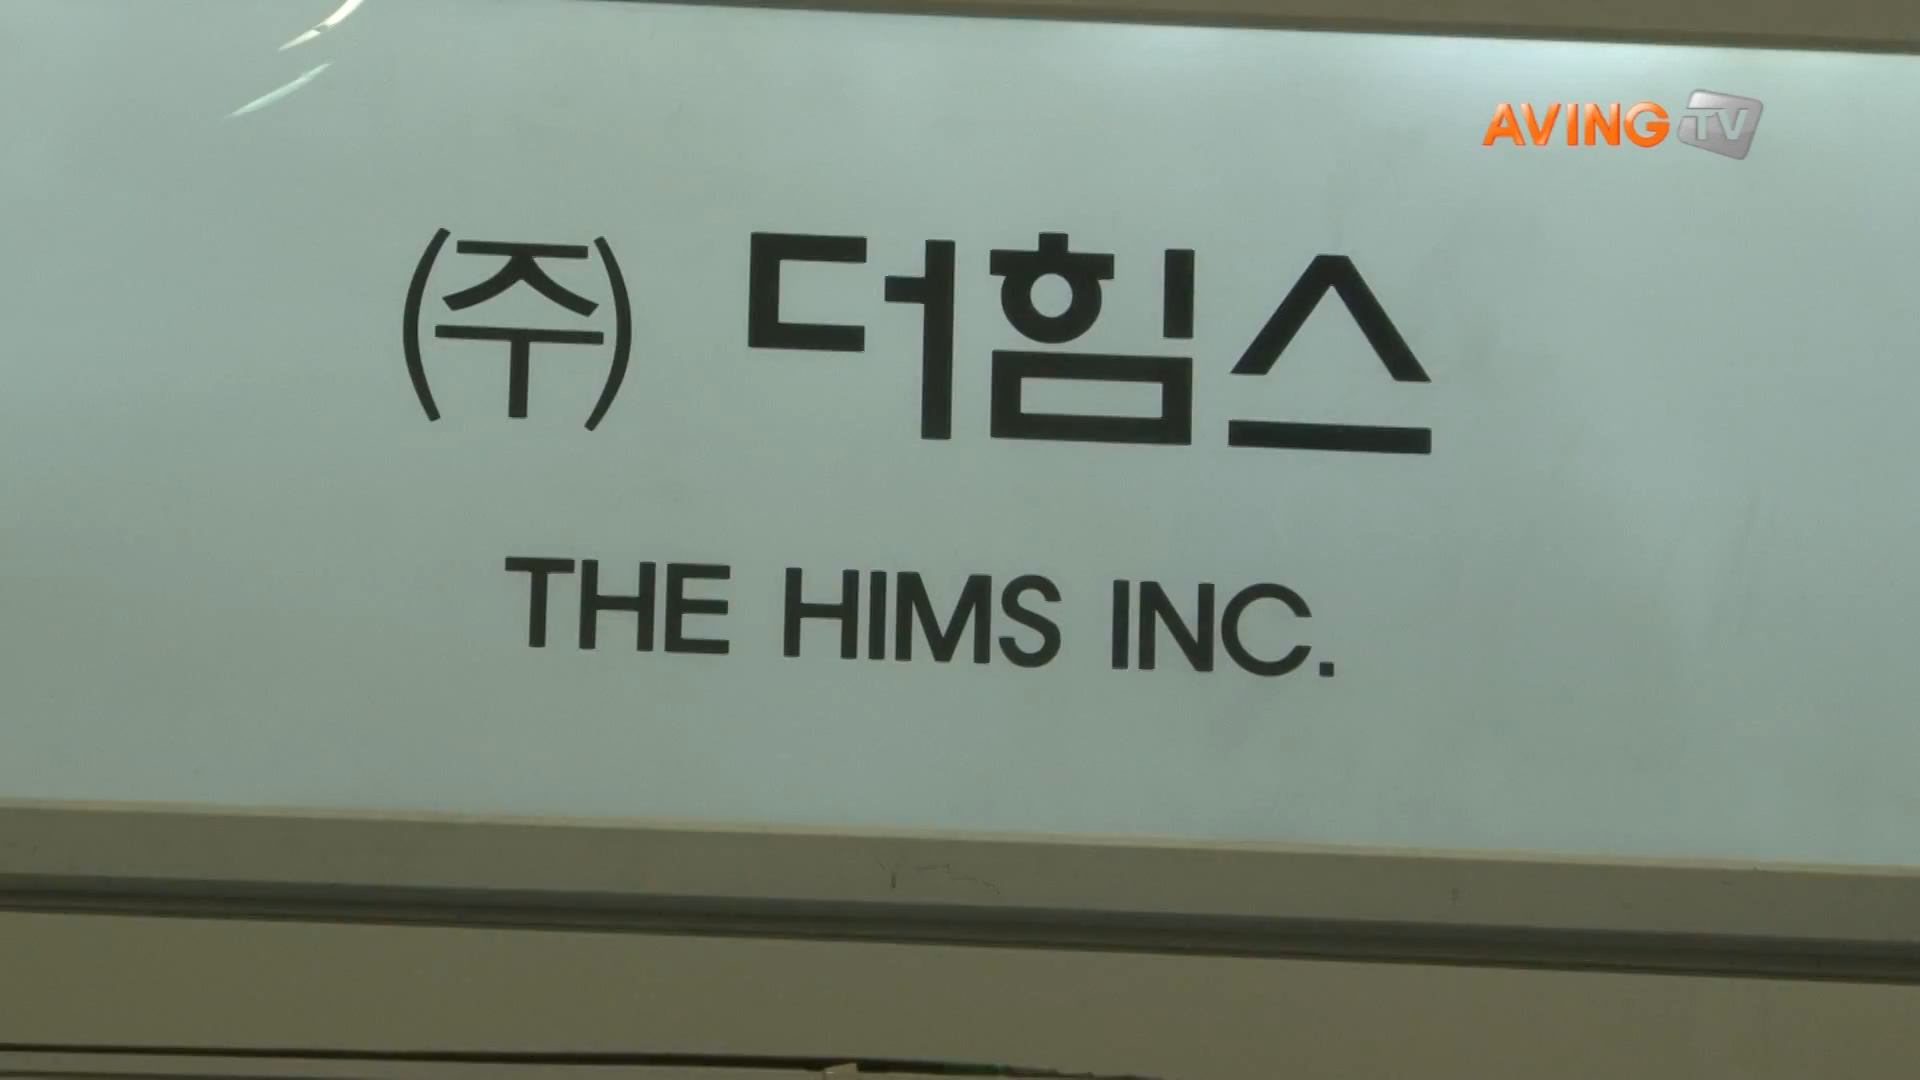 AVING TV
㈜ 더힘스
THE HIMS INC.